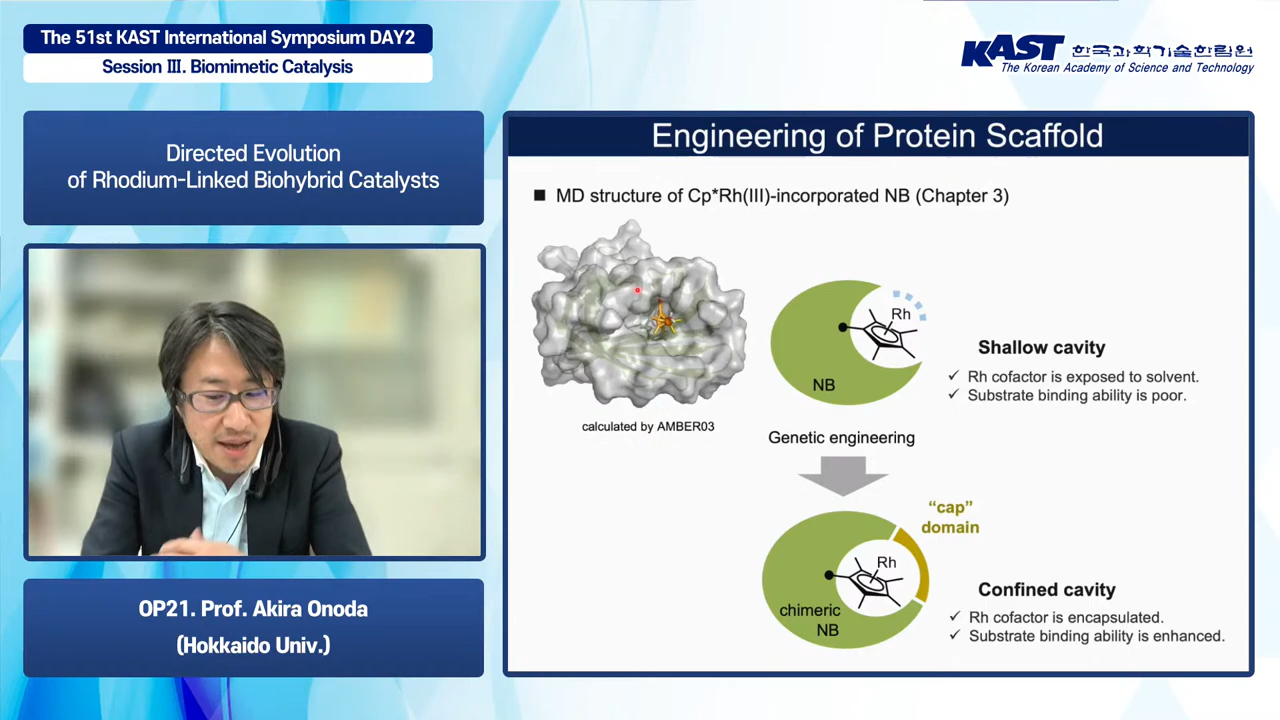 The 51st KAST International Symposium DAY2
Session Ⅲ. Biomimetic Catalysis
KAST 한국과학기술한림원
The Korean Academy of Science and Technology
Directed Evolution
of Rhodium-Linked Biohybrid Catalysts
OP21. Prof. Akira Onoda
(Hokkaido Univ.)
Engineering of Protein Scaffold
■ MD structure of Cp*Rh(III)-incorporated NB (Chapter 3)
calculated by AMBER03
Rh
NB
Shallow cavity
✓ Rh cofactor is exposed to solvent.
✓ Substrate binding ability is poor.
Genetic engineering
"cap"
domain
Rh
chimeric
NB
Confined cavity
✓ Rh cofactor is encapsulated.
✓ Substrate binding ability is enhanced.